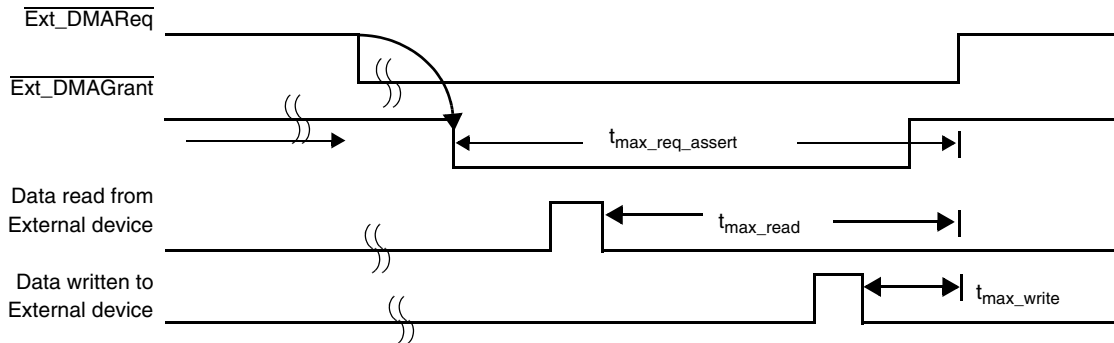 Ext_DMAReq
Ext_DMAGrant
t_max_req_assert
Data read from
External device
t_max_read
Data written to
External device
t_max_write